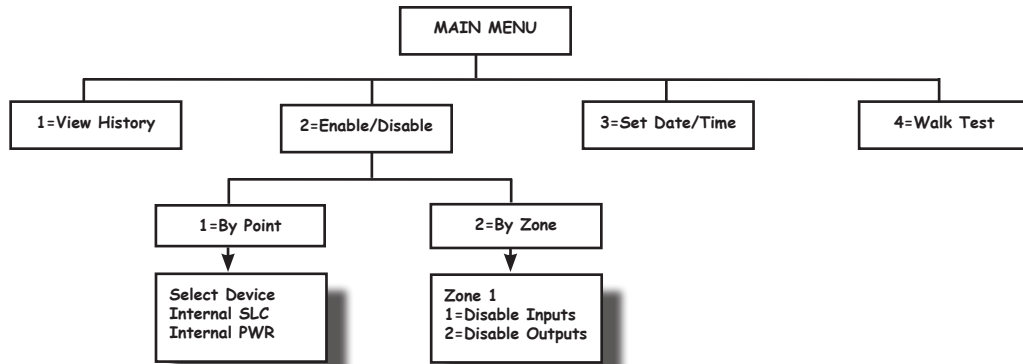 MAIN MENU
1=View History
2=Enable/Disable
3=Set Date/Time
4=Walk Test
1=By Point
2=By Zone
Select Device
Internal SLC
Internal PWR
Zone 1
1=Disable Inputs
2=Disable Outputs